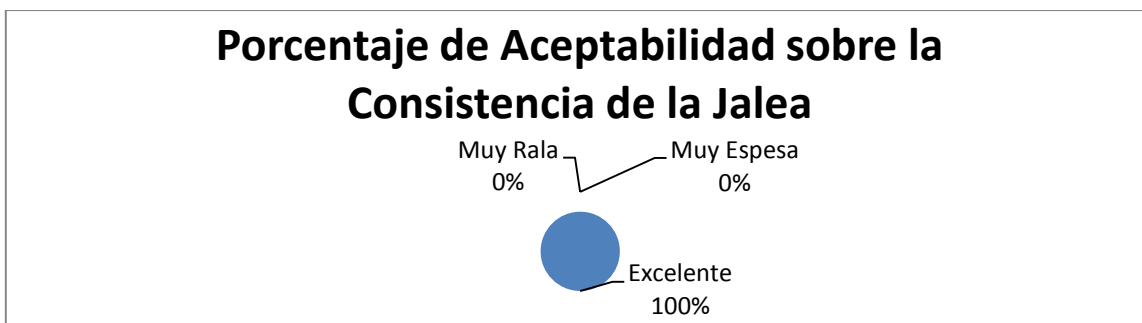 Porcentaje de Aceptabilidad sobre la
Consistencia de la Jalea
Muy Rala
0%
Muy Espesa
0%
Excelente
100%